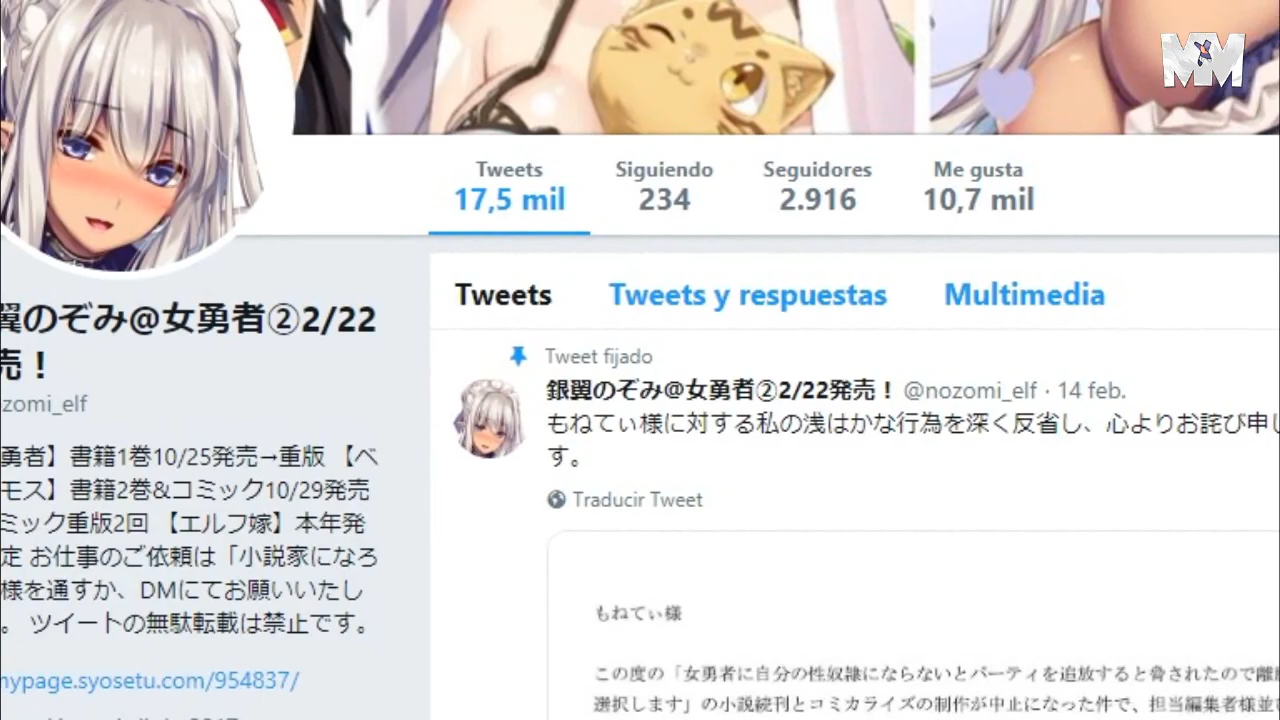 MM
Tweets Siguiendo Seguidores Me gusta
17,5 mil 234 2.916 10,7 mil
翼のぞみ@女勇者②2/22
売！
zomi_elf
勇者】書籍1巻10/25発売→重版 【ベ
モス】書籍2巻&コミック10/29発売
ミック重版2回 【エルフ嫁】本年発
定 お仕事のご依頼は「小説家になろ
様を通すか、DMにてお願いいたし
。 ツイートの無駄転載は禁止です。
mypage.syosetu.com/954837/
Tweets Tweets y respuestas Multimedia
Tweet fijado
銀翼のぞみ@女勇者②2/22発売！ @nozomi_elf · 14 feb.
もねてぃ様に対する私の浅はかな行為を深く反省し、心よりお詫び申し
す。
Traducir Tweet
もねてぃ様
この度の「女勇者に自分の性奴隷にならないとパーティを追放すると脅されたので離
選択します」の小説続刊とコミカライズの制作が中止になった件で、担当編集者様並